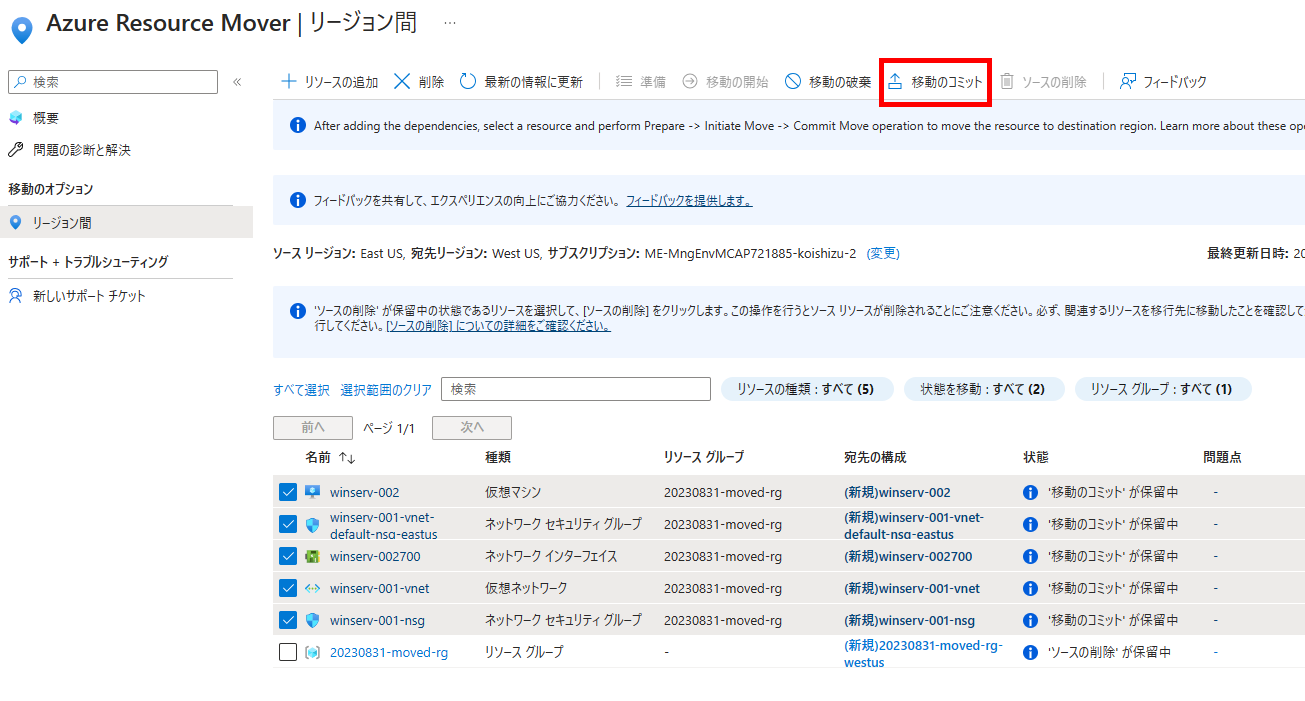 Azure Resource Mover | リージョン間 …
検索 «
概要
問題の診断と解決
移動のオプション
リージョン間
サポート + トラブルシューティング
新しいサポート チケット
リソースの追加 削除 最新の情報に更新 準備 移動の開始 移動の破棄 移動のコミット ソースの削除 フィードバック
After adding the dependencies, select a resource and perform Prepare -> Initiate Move -> Commit Move operation to move the resource to destination region. Learn more about these ope
フィードバックを共有して、エクスペリエンスの向上にご協力ください。 フィードバックを提供します。
ソース リージョン: East US, 宛先リージョン: West US, サブスクリプション: ME-MngEnvMCAP721885-koishizu-2 (変更) 最終更新日時: 20
'ソースの削除' が保留中の状態であるリソースを選択して、[ソースの削除] をクリックします。この操作を行うとソース リソースが削除されることにご注意ください。必ず、関連するリソースを移行先に移動したことを確認して
行してください。[ソースの削除] についての詳細をご確認ください。
すべて選択 選択範囲のクリア 検索 リソースの種類 : すべて (5) 状態を移動 : すべて (2) リソース グループ : すべて (1)
前へ ページ 1/1 次へ
名前 ↑↓ 種類 リソース グループ 宛先の構成 状態 問題点
winserv-002 仮想マシン 20230831-moved-rg (新規)winserv-002 '移動のコミット' が保留中 -
winserv-001-vnet- ネットワーク セキュリティ グループ 20230831-moved-rg (新規)winserv-001-vnet- '移動のコミット' が保留中 -
default-nsg-eastus default-nsg-eastus
winserv-002700 ネットワーク インターフェイス 20230831-moved-rg (新規)winserv-002700 '移動のコミット' が保留中 -
winserv-001-vnet 仮想ネットワーク 20230831-moved-rg (新規)winserv-001-vnet '移動のコミット' が保留中 -
winserv-001-nsg ネットワーク セキュリティ グループ 20230831-moved-rg (新規)winserv-001-nsg '移動のコミット' が保留中 -
20230831-moved-rg リソース グループ - (新規)20230831-moved-rg- 'ソースの削除' が保留中 -
westus